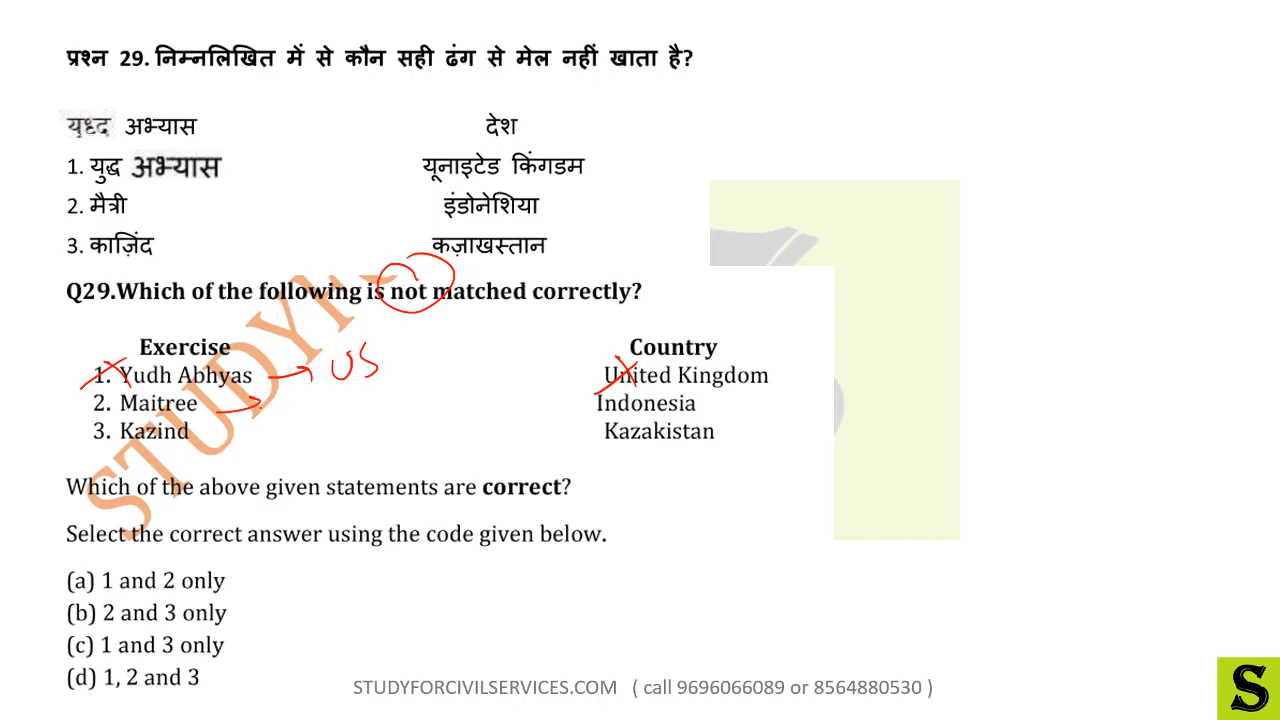 प्रश्न 29. निम्नलिखित में से कौन सही ढंग से मेल नहीं खाता है?
यध्द अभ्यास देश
1. युद्ध अभ्यास यूनाइटेड किंगडम
2. मैत्री इंडोनेशिया
3. काज़िंद कज़ाखस्तान
Q29.Which of the following is not matched correctly?
Exercise Country
1. Yudh Abhyas US United Kingdom
2. Maitree Indonesia
3. Kazind Kazakistan
Which of the above given statements are correct?
Select the correct answer using the code given below.
(a) 1 and 2 only
(b) 2 and 3 only
(c) 1 and 3 only
(d) 1, 2 and 3
STUDYFORCIVILSERVICES.COM ( call 9696066089 or 8564880530 )
S